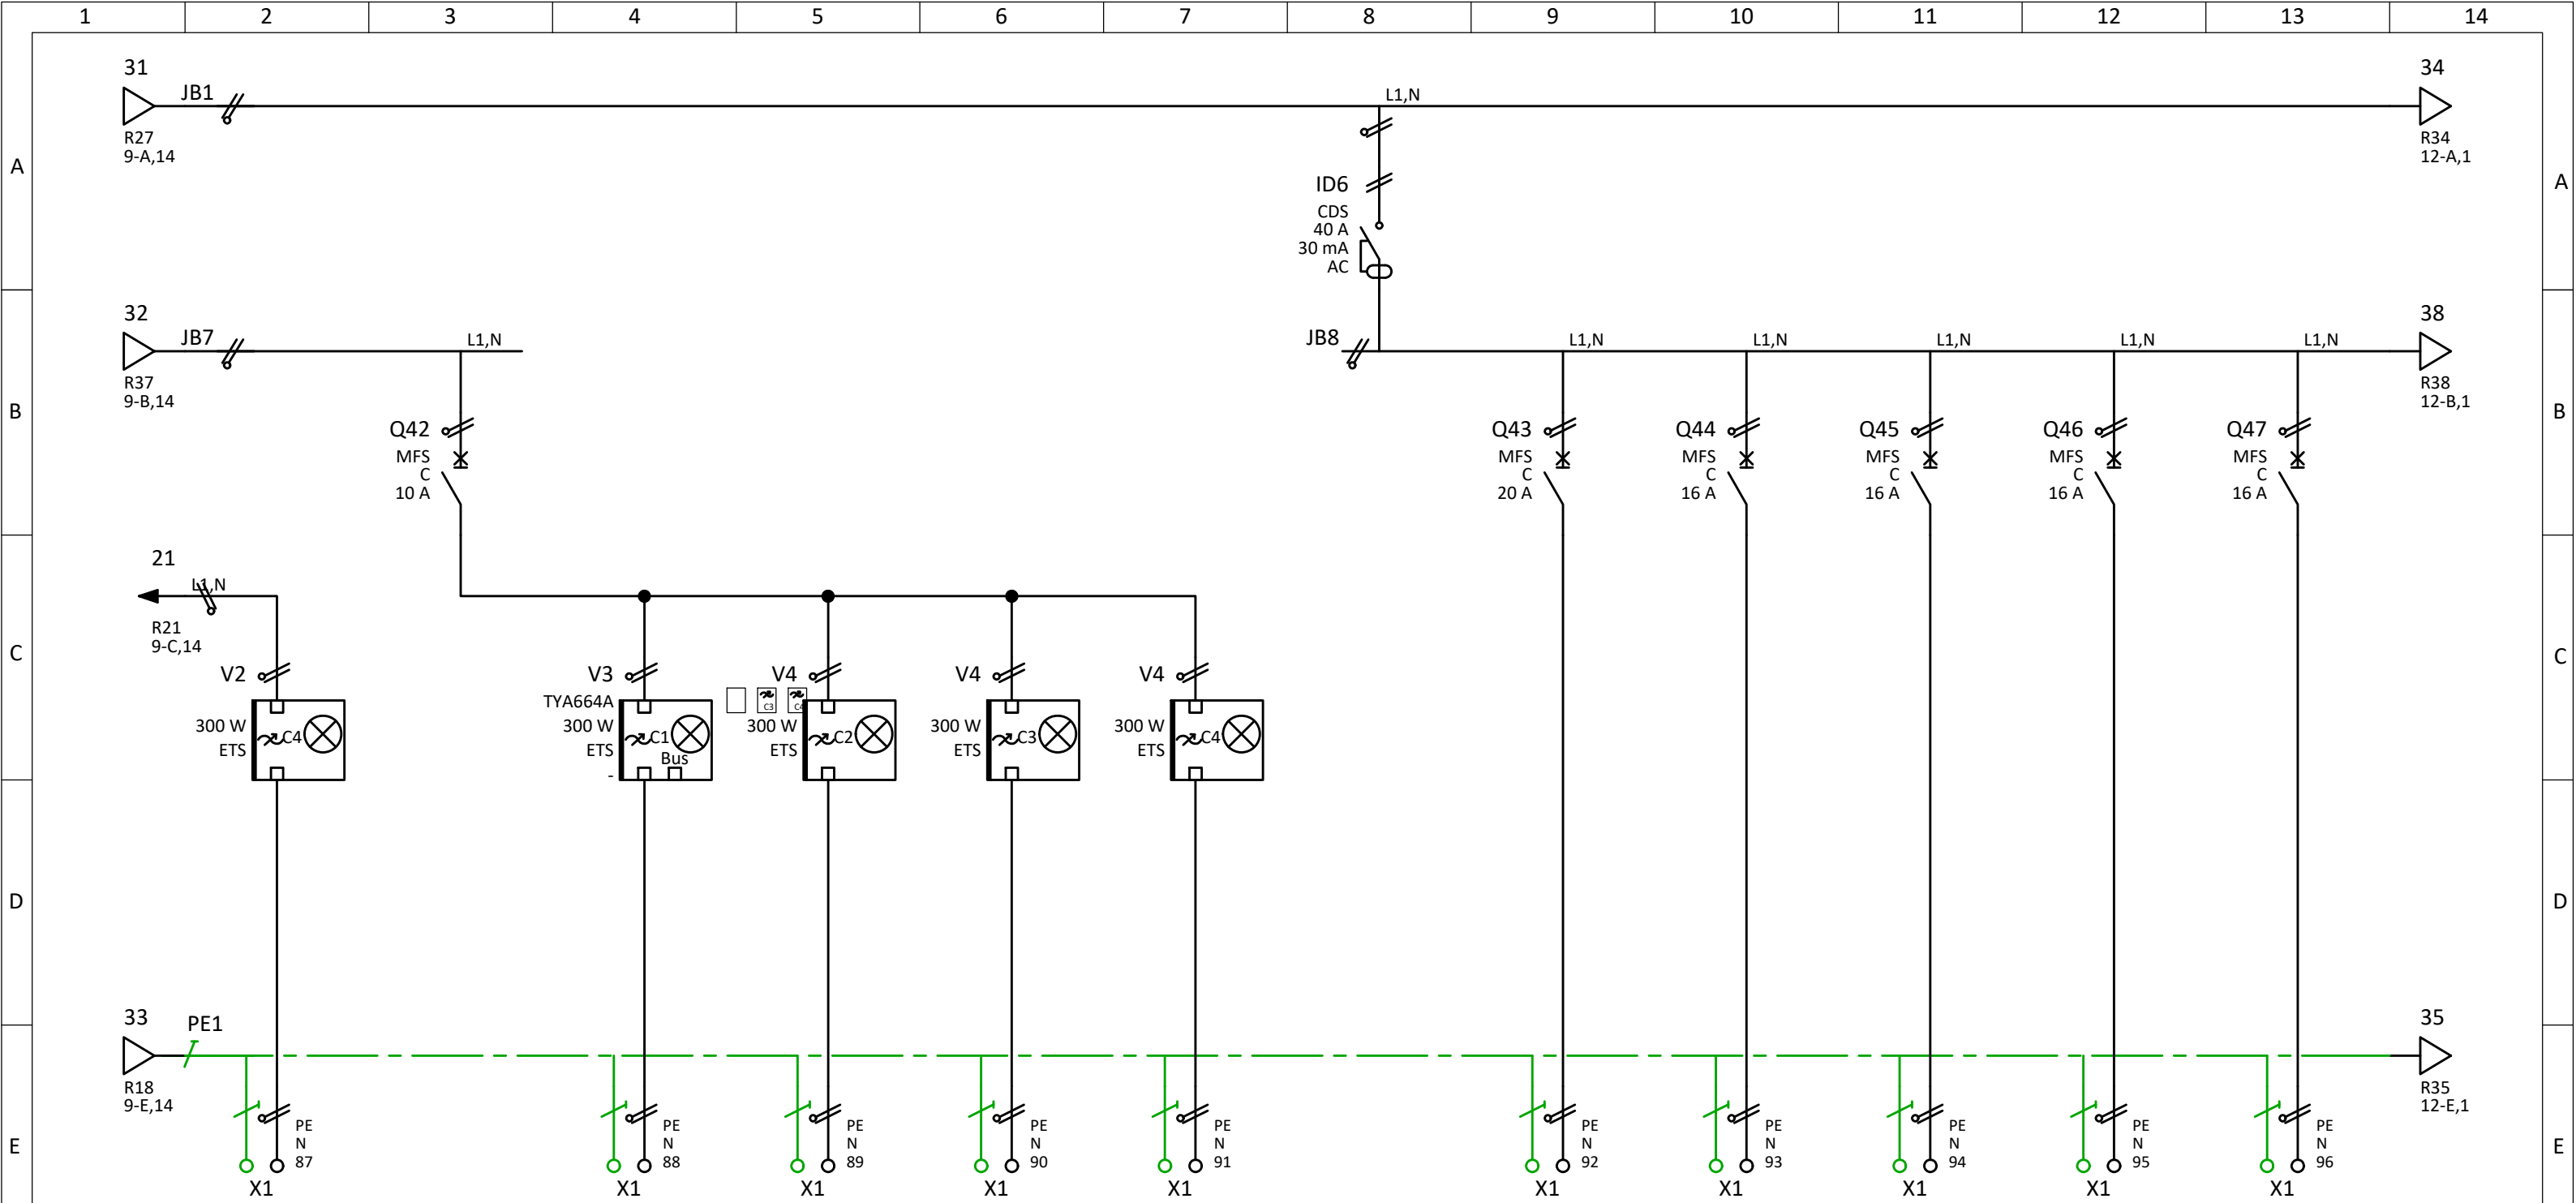 1 2 3 4 5 6 7 8 9 10 11 12 13 14
31 34
JB1 L1,N
R27 R34
9-A,14 12-A,1
A A
ID6
CDS
40 A
30 mA
AC
32 38
JB7 L1,N JB8 L1,N L1,N L1,N L1,N L1,N
R37 R38
9-B,14 12-B,1
B B
Q42 Q43 Q44 Q45 Q46 Q47
MFS MFS MFS MFS MFS MFS
C C C C C C
10 A 20 A 16 A 16 A 16 A 16 A
21
L1,N
R21
9-C,14
C C
V2 V3 V4 V4 V4
TYA664A C3 C4
300 W 300 W 300 W 300 W 300 W
ETS C4 ETS C1 ETS C2 ETS C3 ETS C4
Bus
-
D D
33 PE1 35
R18 R35
9-E,14 12-E,1
PE PE PE PE PE PE PE PE PE PE
E N N N N N N N N N N E
87 88 89 90 91 92 93 94 95 96
X1 X1 X1 X1 X1 X1 X1 X1 X1 X1